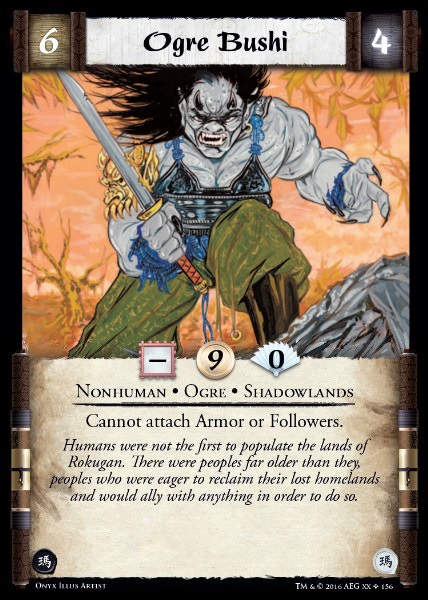 6 Ogre Bushi 4
– 9 0
Nonhuman • Ogre • Shadowlands
Cannot attach Armor or Followers.
Humans were not the first to populate the lands of
Rokugan. There were peoples far older than they,
peoples who were eager to reclaim their lost homelands
and would ally with anything in order to do so.
瑪 瑪
Onyx Illus Artist TM & © 2016 AEG XX ❖ 156